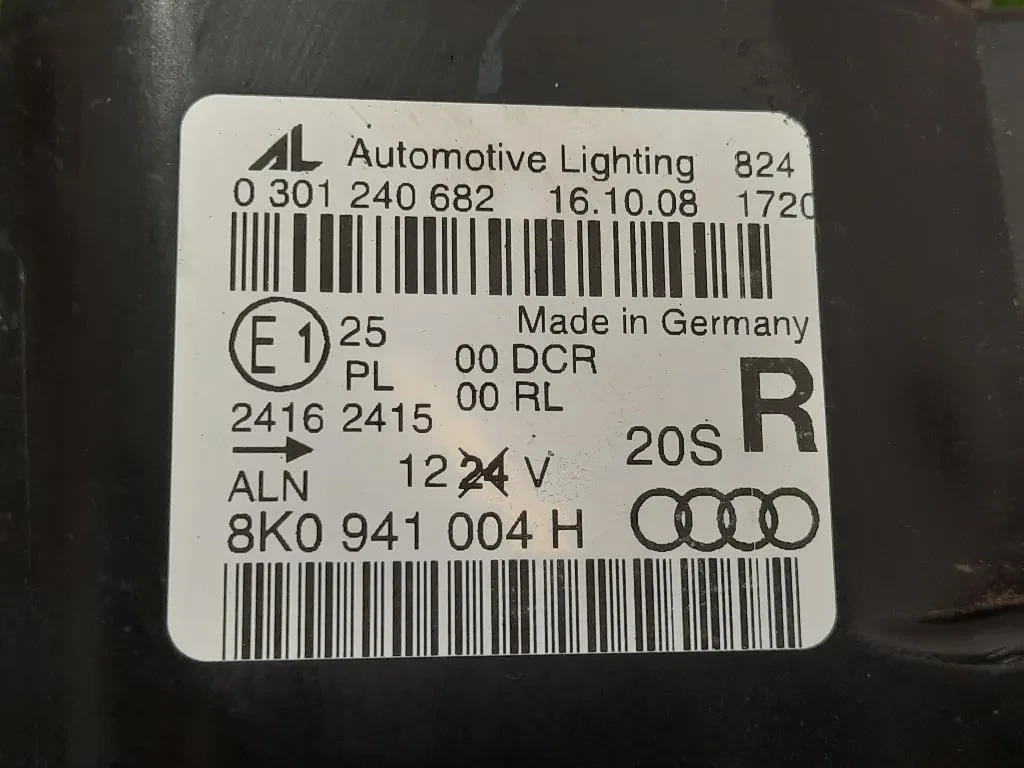 AL Automotive Lighting 824
0 301 240 682 16.10.08 1720
E1 25 Made in Germany
PL 00 DCR
00 RL R
2416 2415
20S
ALN 12 24 V
8K0 941 004 H